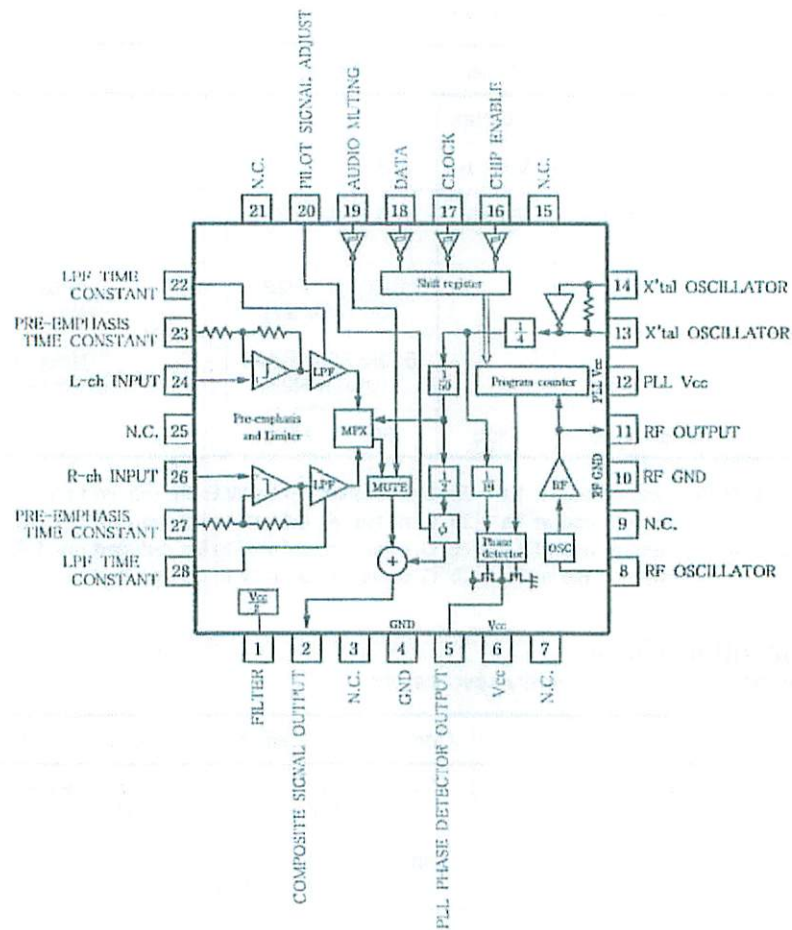 N.C.
PILOT SIGNAL ADJUST
AUDIO MUTING
DATA
CLOCK
CHIP ENABLE
N.C.
21
20
19
18
17
16
15
LPF TIME
CONSTANT
22
PRE-EMPHASIS
TIME CONSTANT
23
L-ch INPUT
24
N.C.
25
R-ch INPUT
26
PRE-EMPHASIS
TIME CONSTANT
27
LPF TIME
CONSTANT
28
Shift register
1/4
1/50
Program counter
PLL Vcc
LPF
Pre-emphasis
and Limiter
MPX
LPF
MUTE
1/2
1/19
ϕ
+
Phase
detector
RF
OSC
RF GND
Vcc/2
GND
Vcc
14
X'tal OSCILLATOR
13
X'tal OSCILLATOR
12
PLL Vcc
11
RF OUTPUT
10
RF GND
9
N.C.
8
RF OSCILLATOR
1
2
3
4
5
6
7
FILTER
COMPOSITE SIGNAL OUTPUT
N.C.
GND
PLL PHASE DETECTOR OUTPUT
Vcc
N.C.